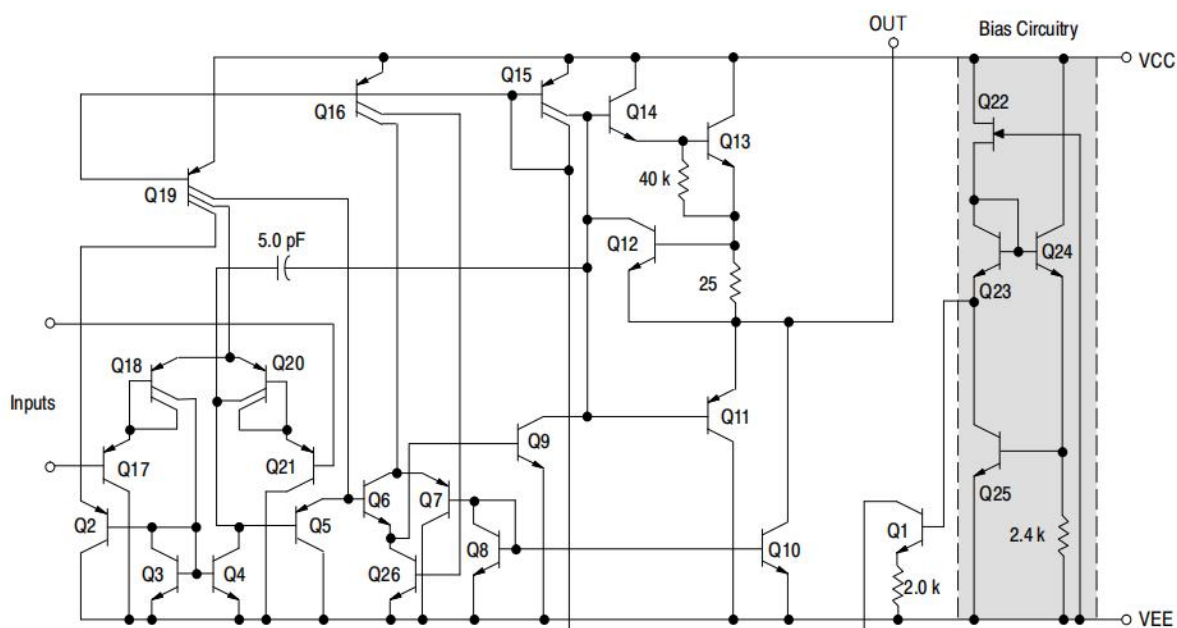 OUT
Bias Circuitry
VCC
Q15
Q22
Q16
Q14
Q13
Q19
40 k
5.0 pF
Q12
Q24
Q23
25
Q18
Q20
Inputs
Q11
Q9
Q17
Q21
Q6
Q7
Q25
Q2
Q5
Q1
Q3
Q4
Q8
Q10
2.4 k
Q26
2.0 k
VEE